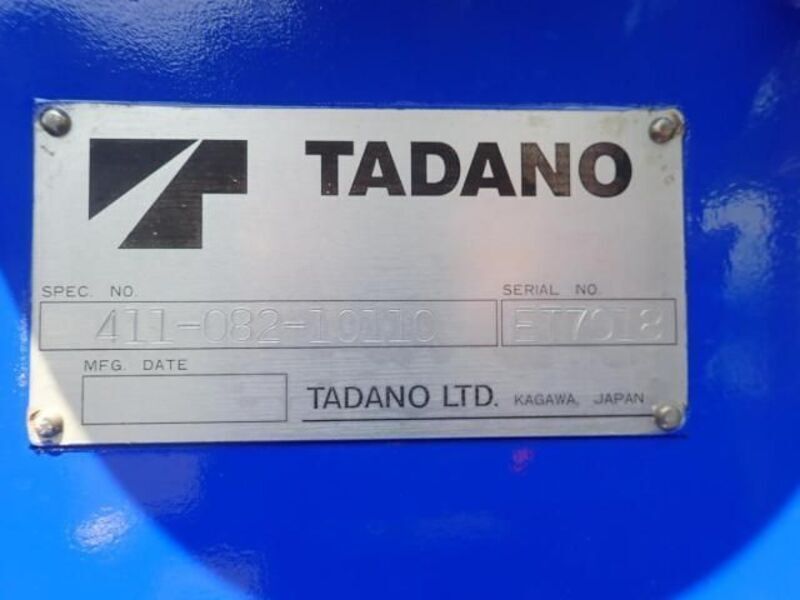 TADANO
SPEC. NO.
SERIAL NO.
411-082-10110
ET7018
MFG. DATE
TADANO LTD. KAGAWA, JAPAN